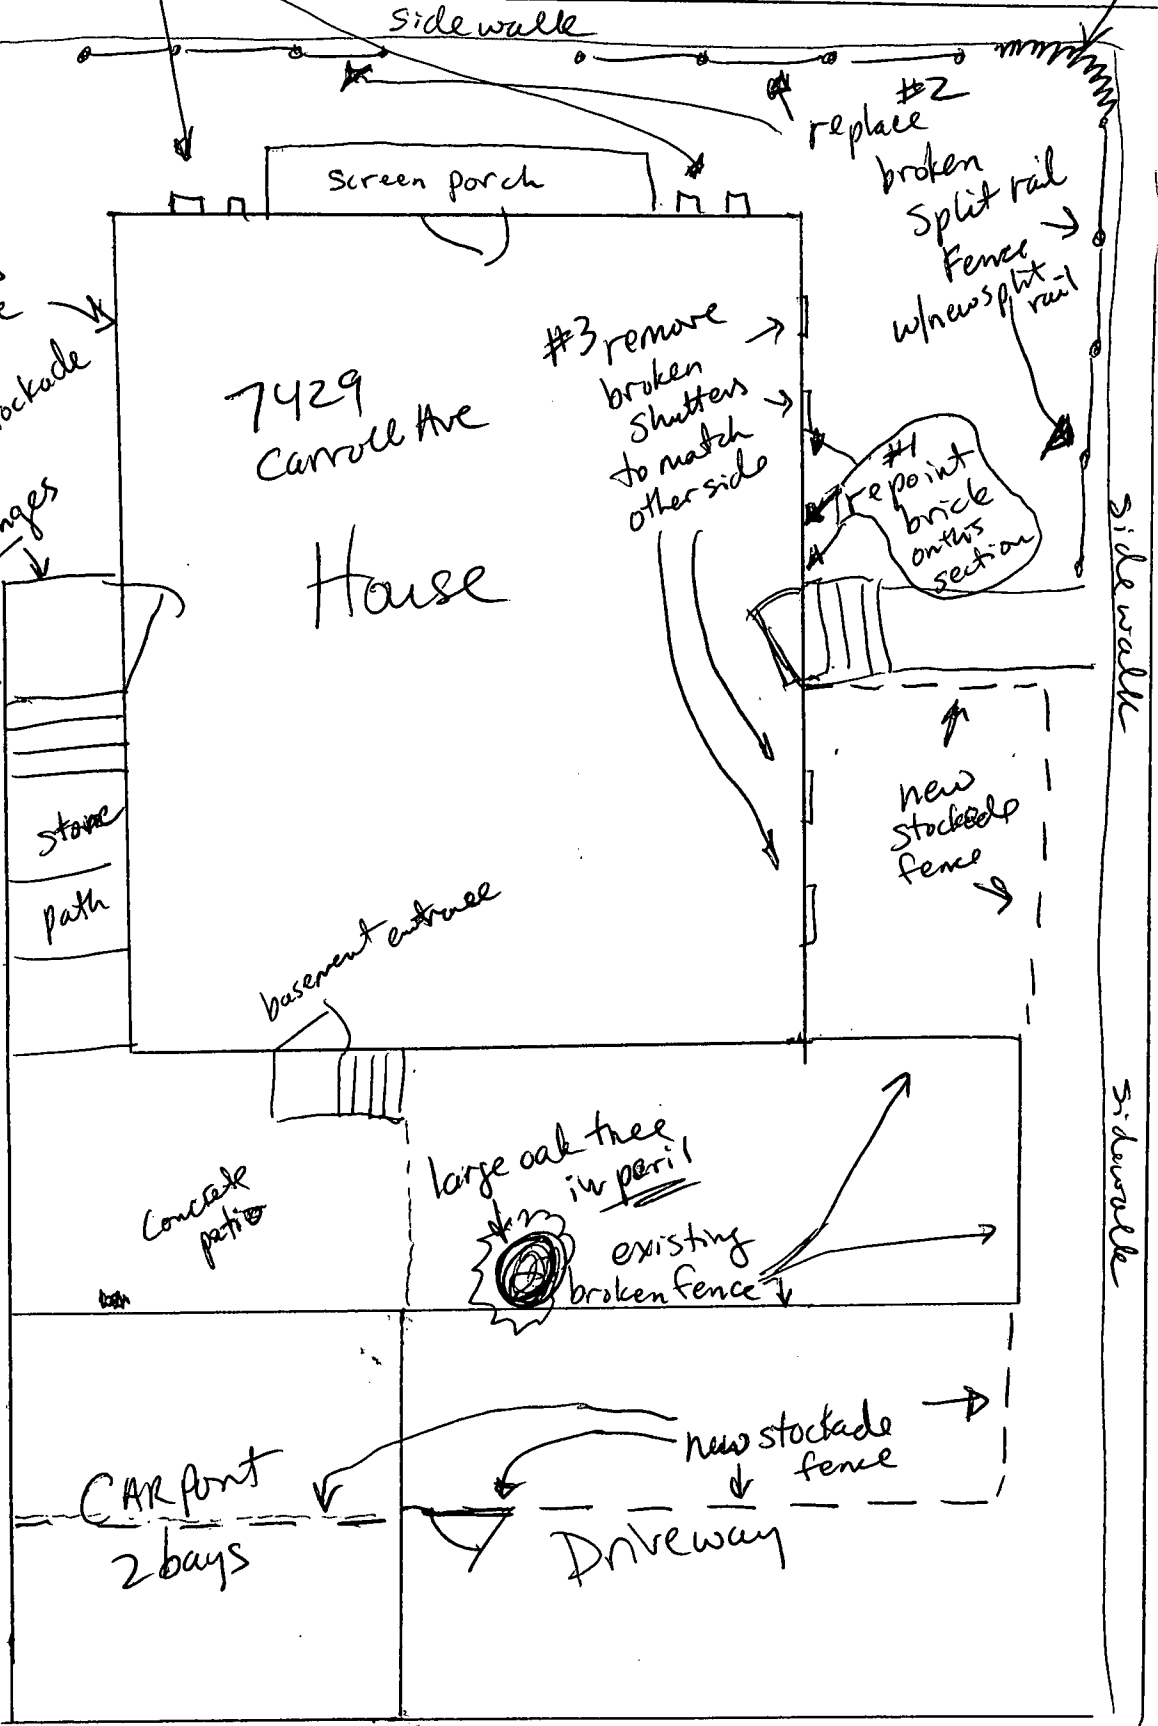 sidewalk
#2
replace
broken
Split rail
Fence
w/new split
rail
screen porch
#3 remove
broken
shutters
to match
other side
7429
Carroll Ave
House
#1
repoint
brick
on this
section
sidewalk
stockade
new
stockade
fence
stone
path
basement entrance
large oak tree
in peril
existing
broken fence
concrete
patio
sidewalk
new stockade
fence
CARport
2 bays
Driveway